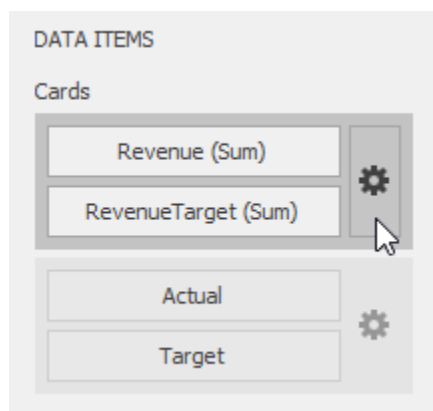 DATA ITEMS
Cards
Revenue (Sum)
RevenueTarget (Sum)
Actual
Target